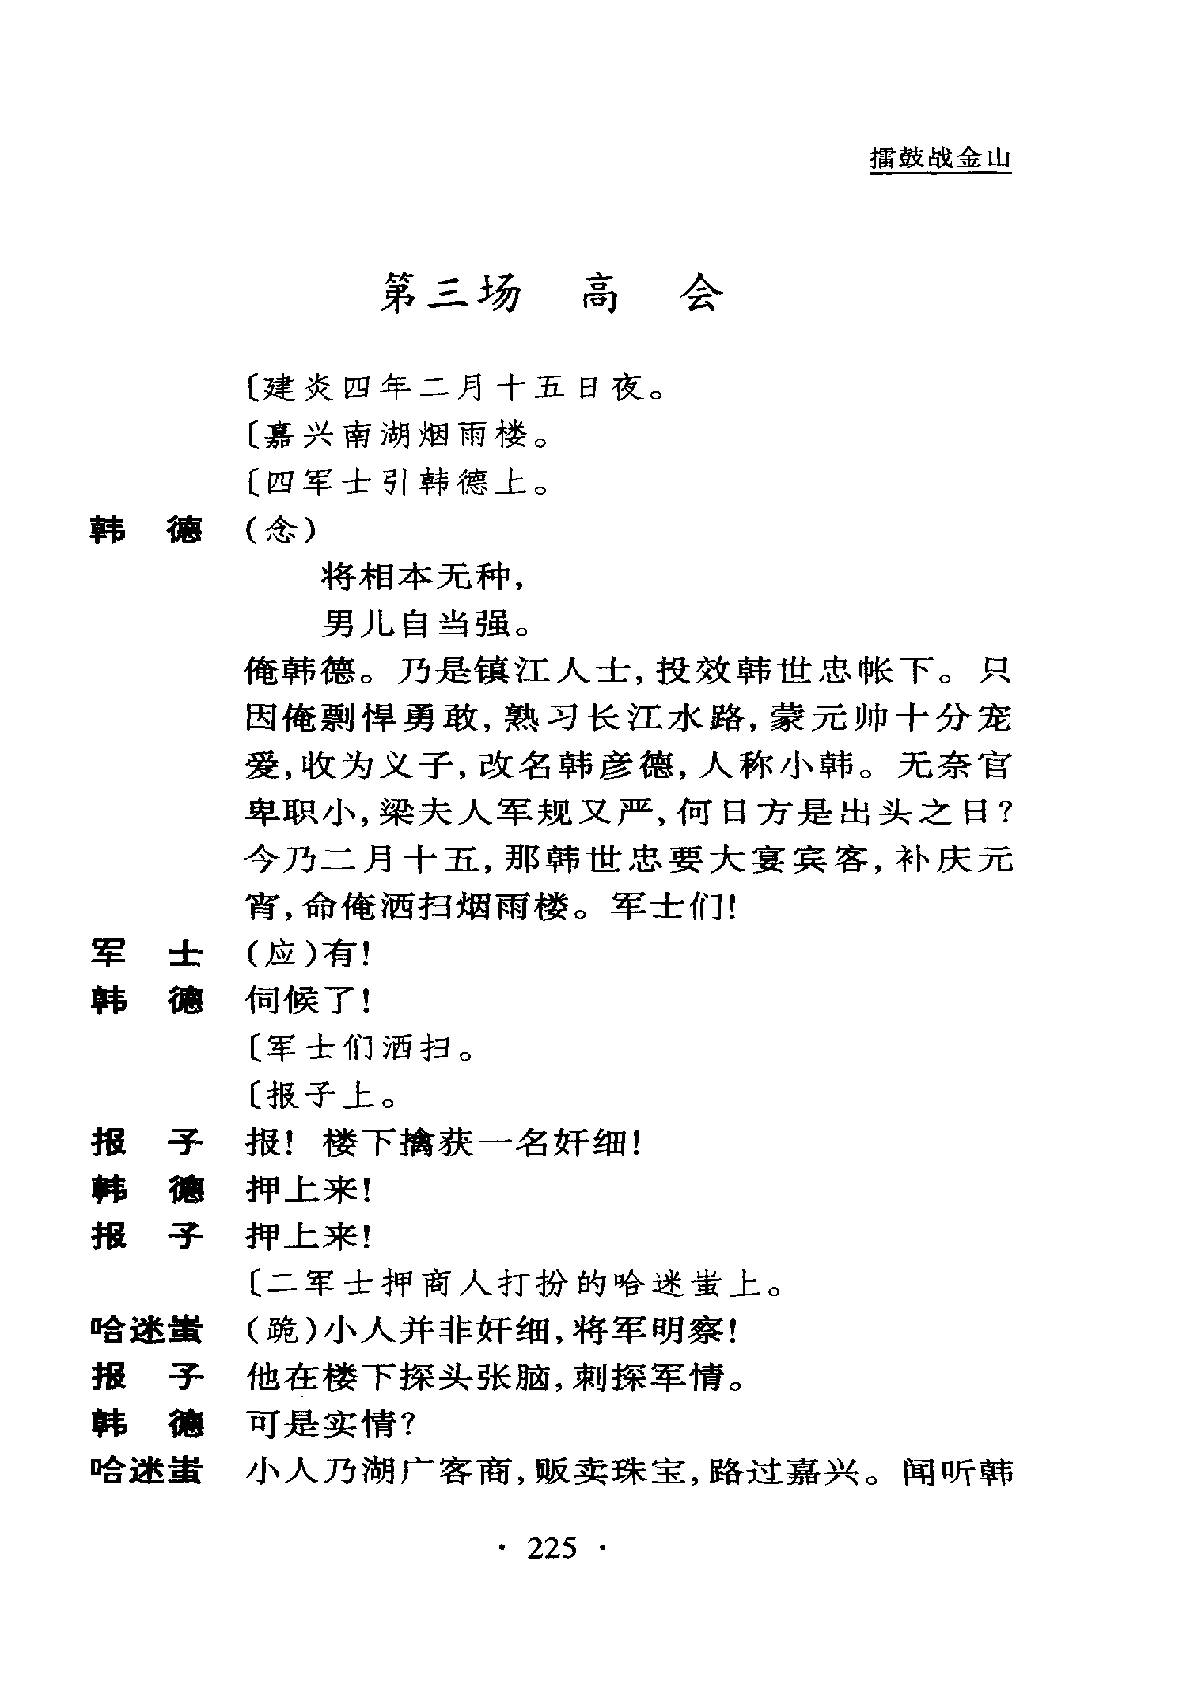 擂鼓战金山
第三场　高　会
〔建炎四年二月十五日夜。
〔嘉兴南湖烟雨楼。
〔四军士引韩德上。
韩　德　(念)
将相本无种，
男儿自当强。
俺韩德。乃是镇江人士，投效韩世忠帐下。只
因俺剽悍勇敢，熟习长江水路，蒙元帅十分宠
爱，收为义子，改名韩彦德，人称小韩。无奈官
卑职小，梁夫人军规又严，何日方是出头之日？
今乃二月十五，那韩世忠要大宴宾客，补庆元
宵，命俺洒扫烟雨楼。军士们！
军　士　(应)有！
韩　德　伺候了！
〔军士们洒扫。
〔报子上。
报　子　报！楼下擒获一名奸细！
韩　德　押上来！
报　子　押上来！
〔二军士押商人打扮的哈迷蚩上。
哈迷蚩　(跪)小人并非奸细，将军明察！
报　子　他在楼下探头张脑，刺探军情。
韩　德　可是实情？
哈迷蚩　小人乃湖广客商，贩卖珠宝，路过嘉兴。闻听韩
· 225 ·